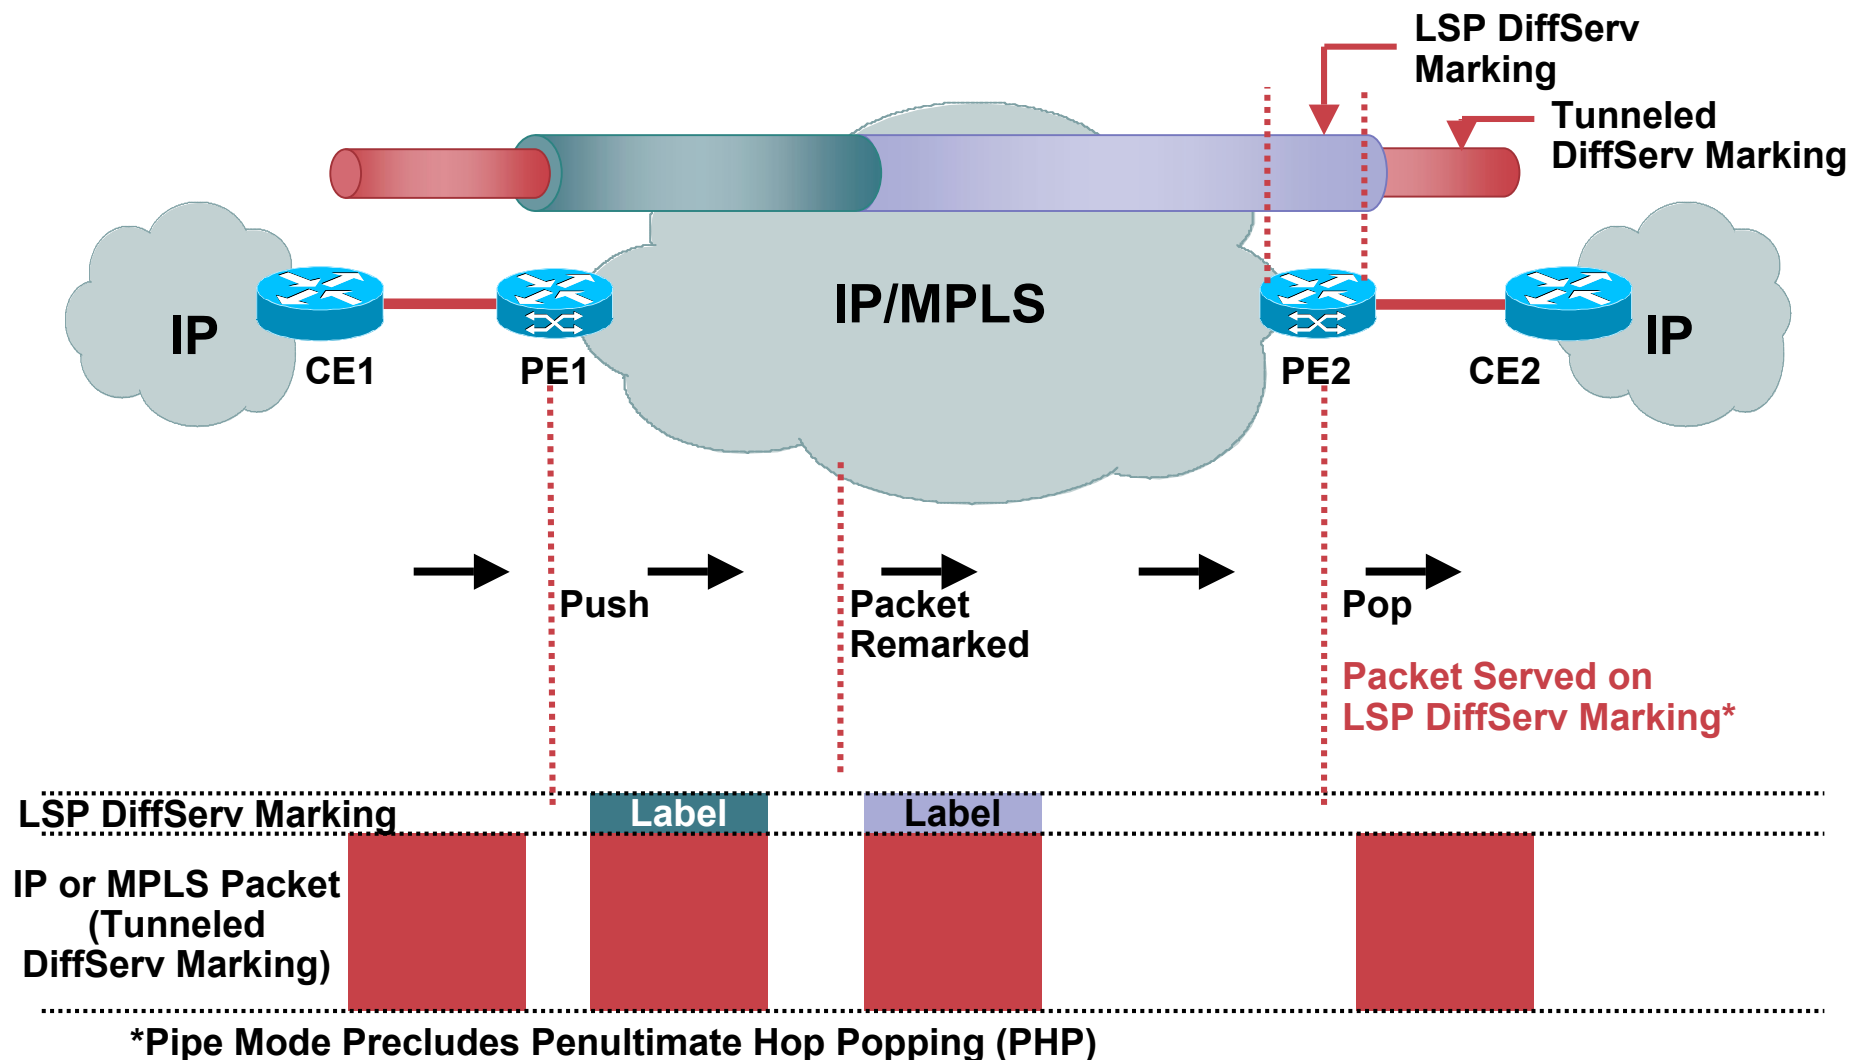 LSP DiffServ
Marking
Tunneled
DiffServ Marking
IP/MPLS
IP
IP
CE1
PE1
PE2
CE2
Push
Packet
Remarked
Pop
Packet Served on
LSP DiffServ Marking*
LSP DiffServ Marking
Label
Label
IP or MPLS Packet
(Tunneled
DiffServ Marking)
*Pipe Mode Precludes Penultimate Hop Popping (PHP)